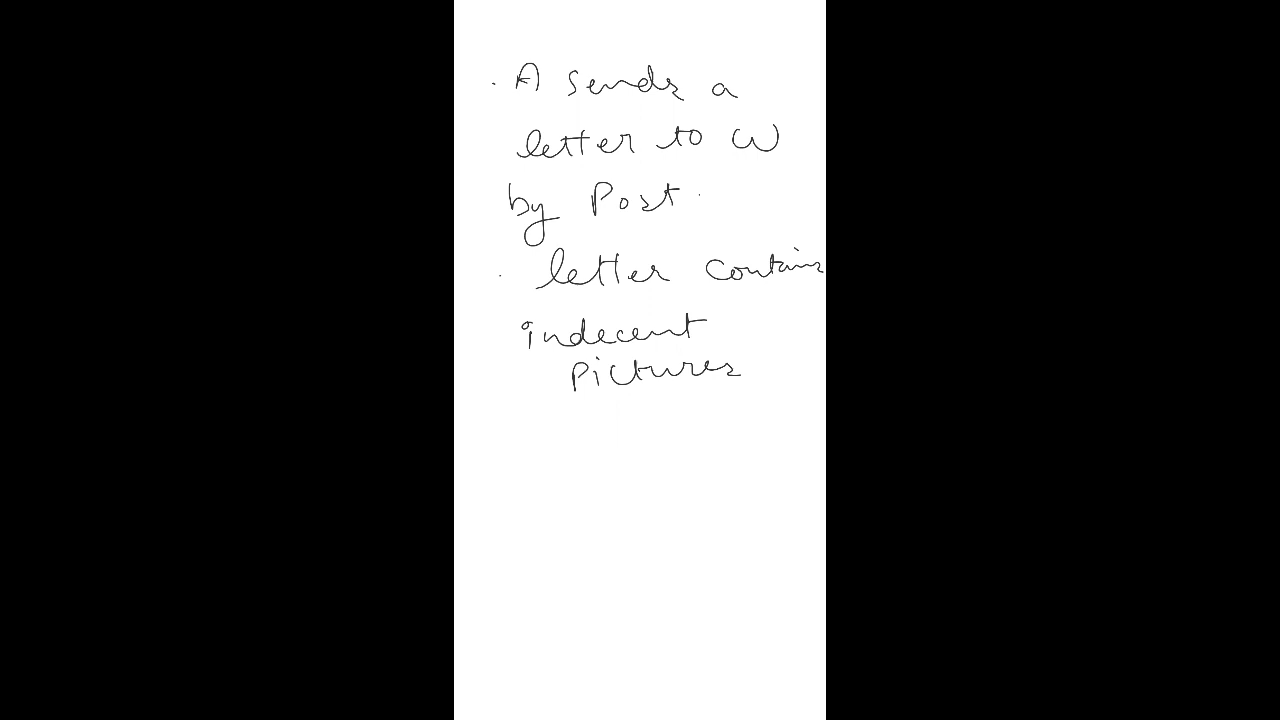 . A sends a
letter to W
by Post.
. letter contains
indecent
Pictures